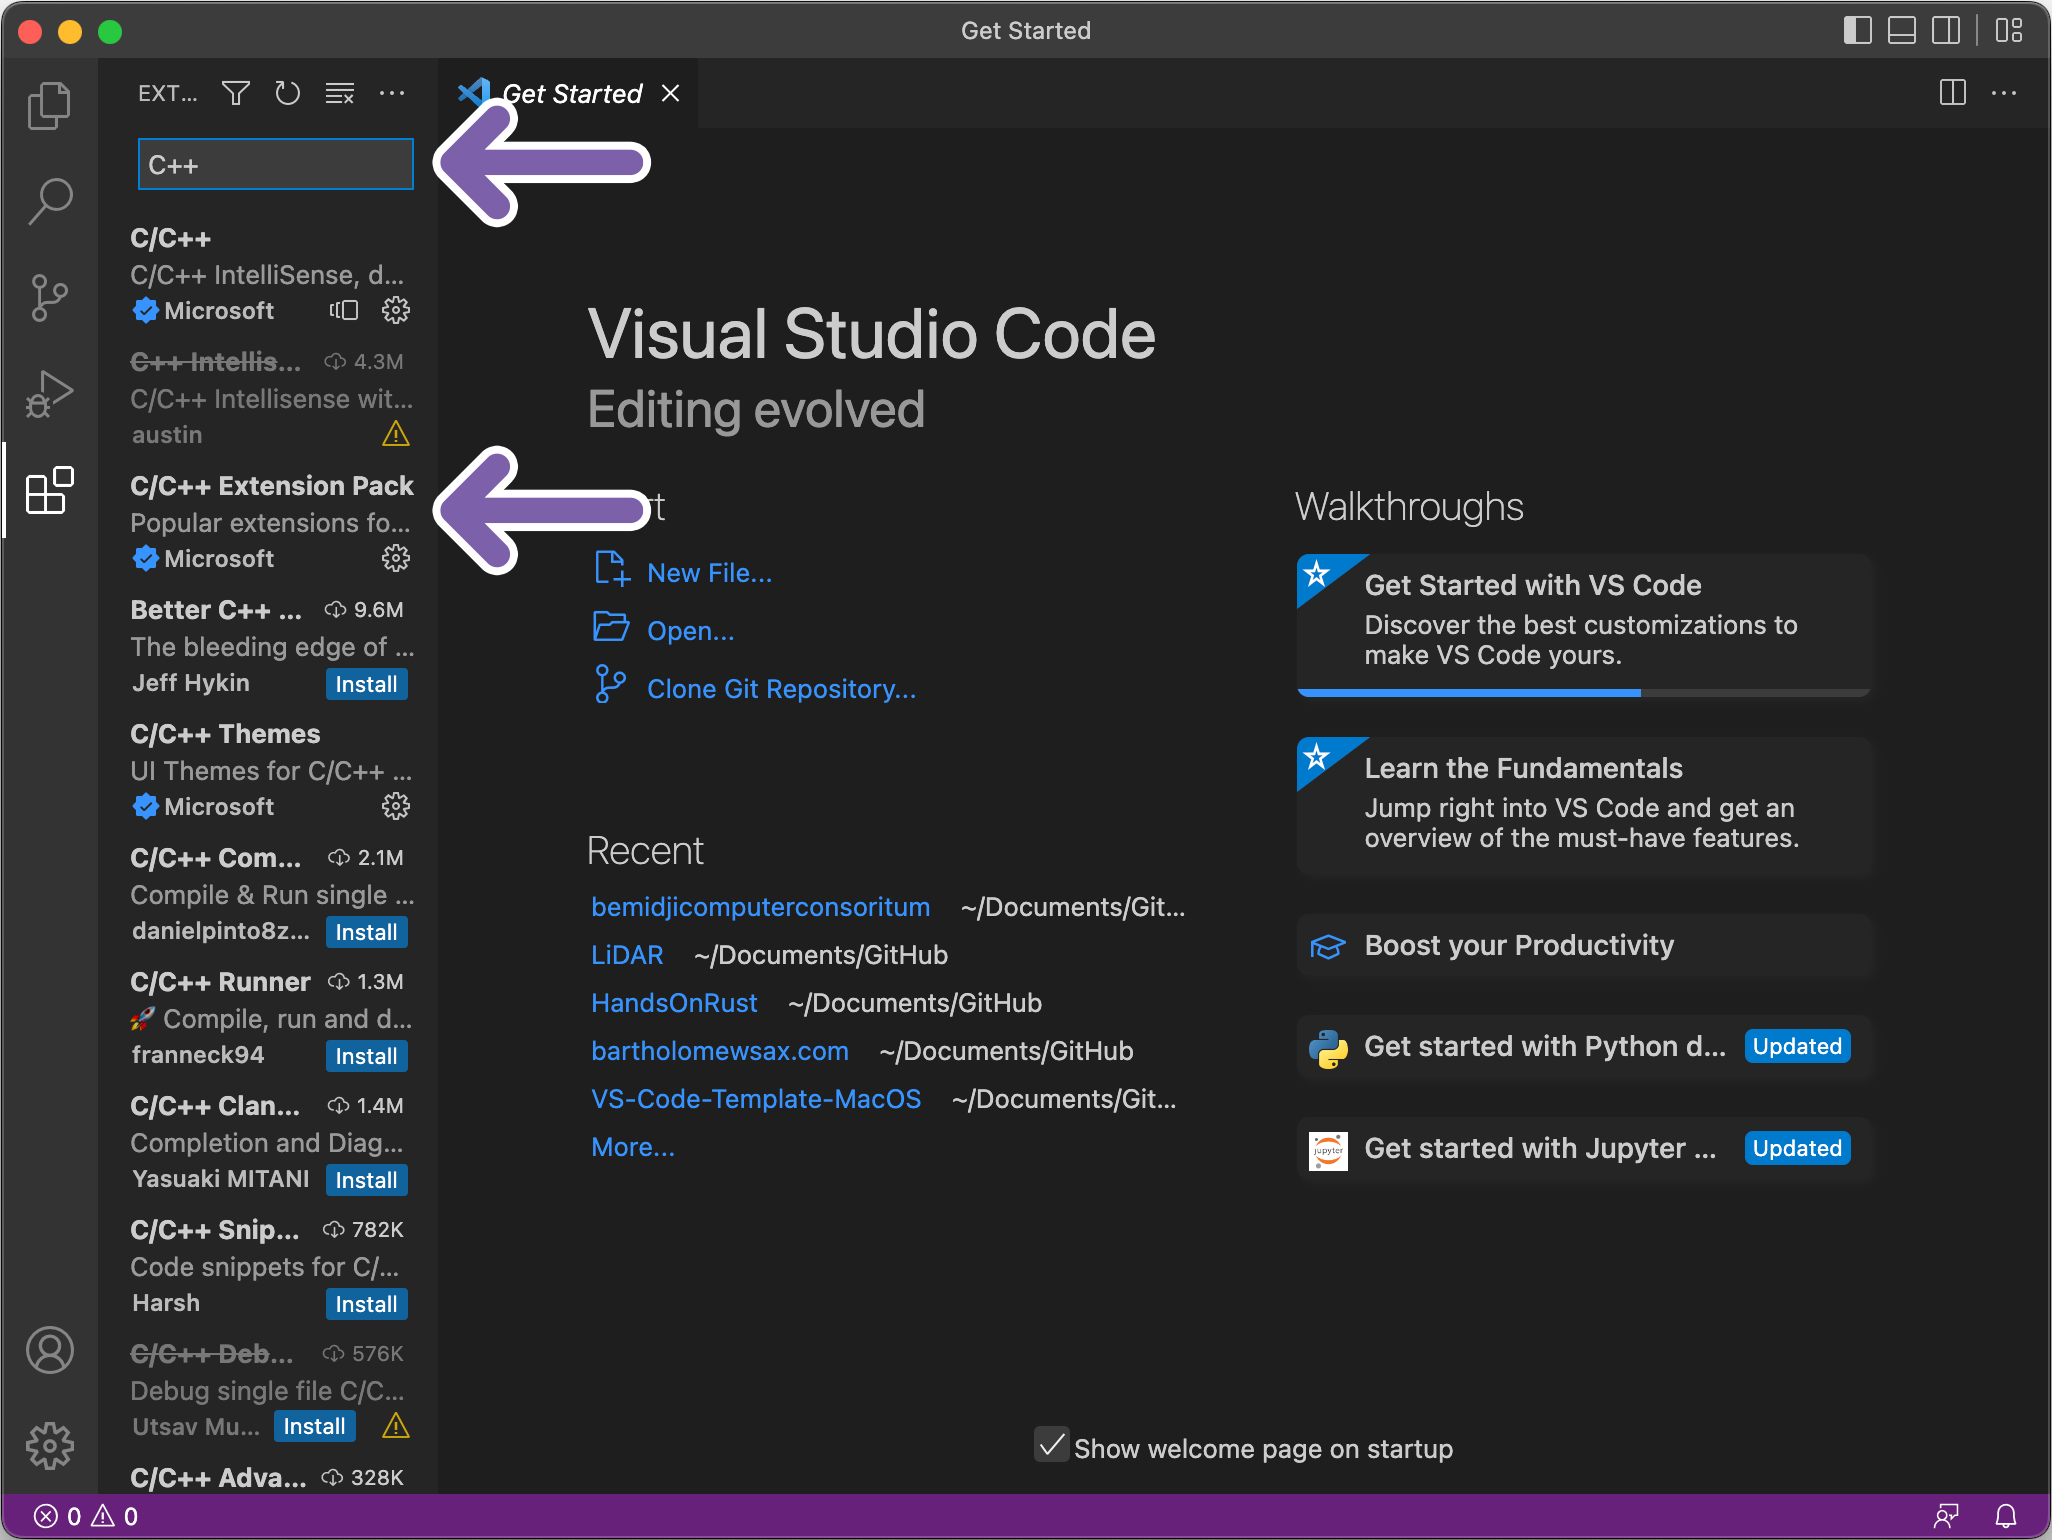 Get Started
EXT...
Get Started
C++
C/C++
C/C++ IntelliSense, d...
Microsoft
C++ Intellis... 4.3M
C/C++ Intellisense wit...
austin
C/C++ Extension Pack
Popular extensions fo...
Microsoft
Better C++ ... 9.6M
The bleeding edge of ...
Jeff Hykin Install
C/C++ Themes
UI Themes for C/C++ ...
Microsoft
C/C++ Com... 2.1M
Compile & Run single ...
danielpinto8z... Install
C/C++ Runner 1.3M
🚀 Compile, run and d...
franneck94 Install
C/C++ Clan... 1.4M
Completion and Diag...
Yasuaki MITANI Install
C/C++ Snip... 782K
Code snippets for C/...
Harsh Install
C/C++ Deb... 576K
Debug single file C/C...
Utsav Mu... Install
C/C++ Adva... 328K
Visual Studio Code
Editing evolved
New File...
Open...
Clone Git Repository...
Recent
bemidjicomputerconsoritum ~/Documents/Git...
LiDAR ~/Documents/GitHub
HandsOnRust ~/Documents/GitHub
bartholomewsax.com ~/Documents/GitHub
VS-Code-Template-MacOS ~/Documents/Git...
More...
Walkthroughs
Get Started with VS Code
Discover the best customizations to
make VS Code yours.
Learn the Fundamentals
Jump right into VS Code and get an
overview of the must-have features.
Boost your Productivity
Get started with Python d... Updated
jupyter
Get started with Jupyter ... Updated
Show welcome page on startup
0 0